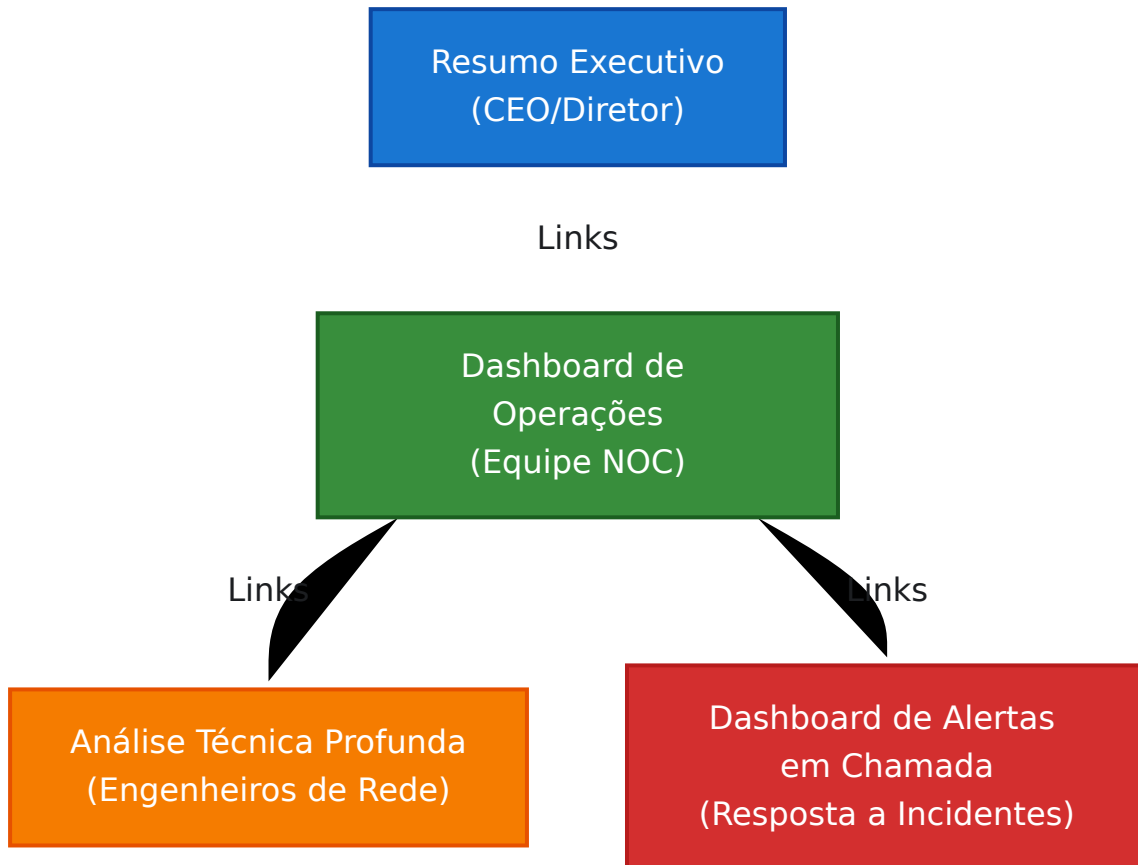 Resumo Executivo
(CEO/Diretor)
Links
Dashboard de
Operações
(Equipe NOC)
Links
Links
Análise Técnica Profunda
(Engenheiros de Rede)
Dashboard de Alertas
em Chamada
(Resposta a Incidentes)